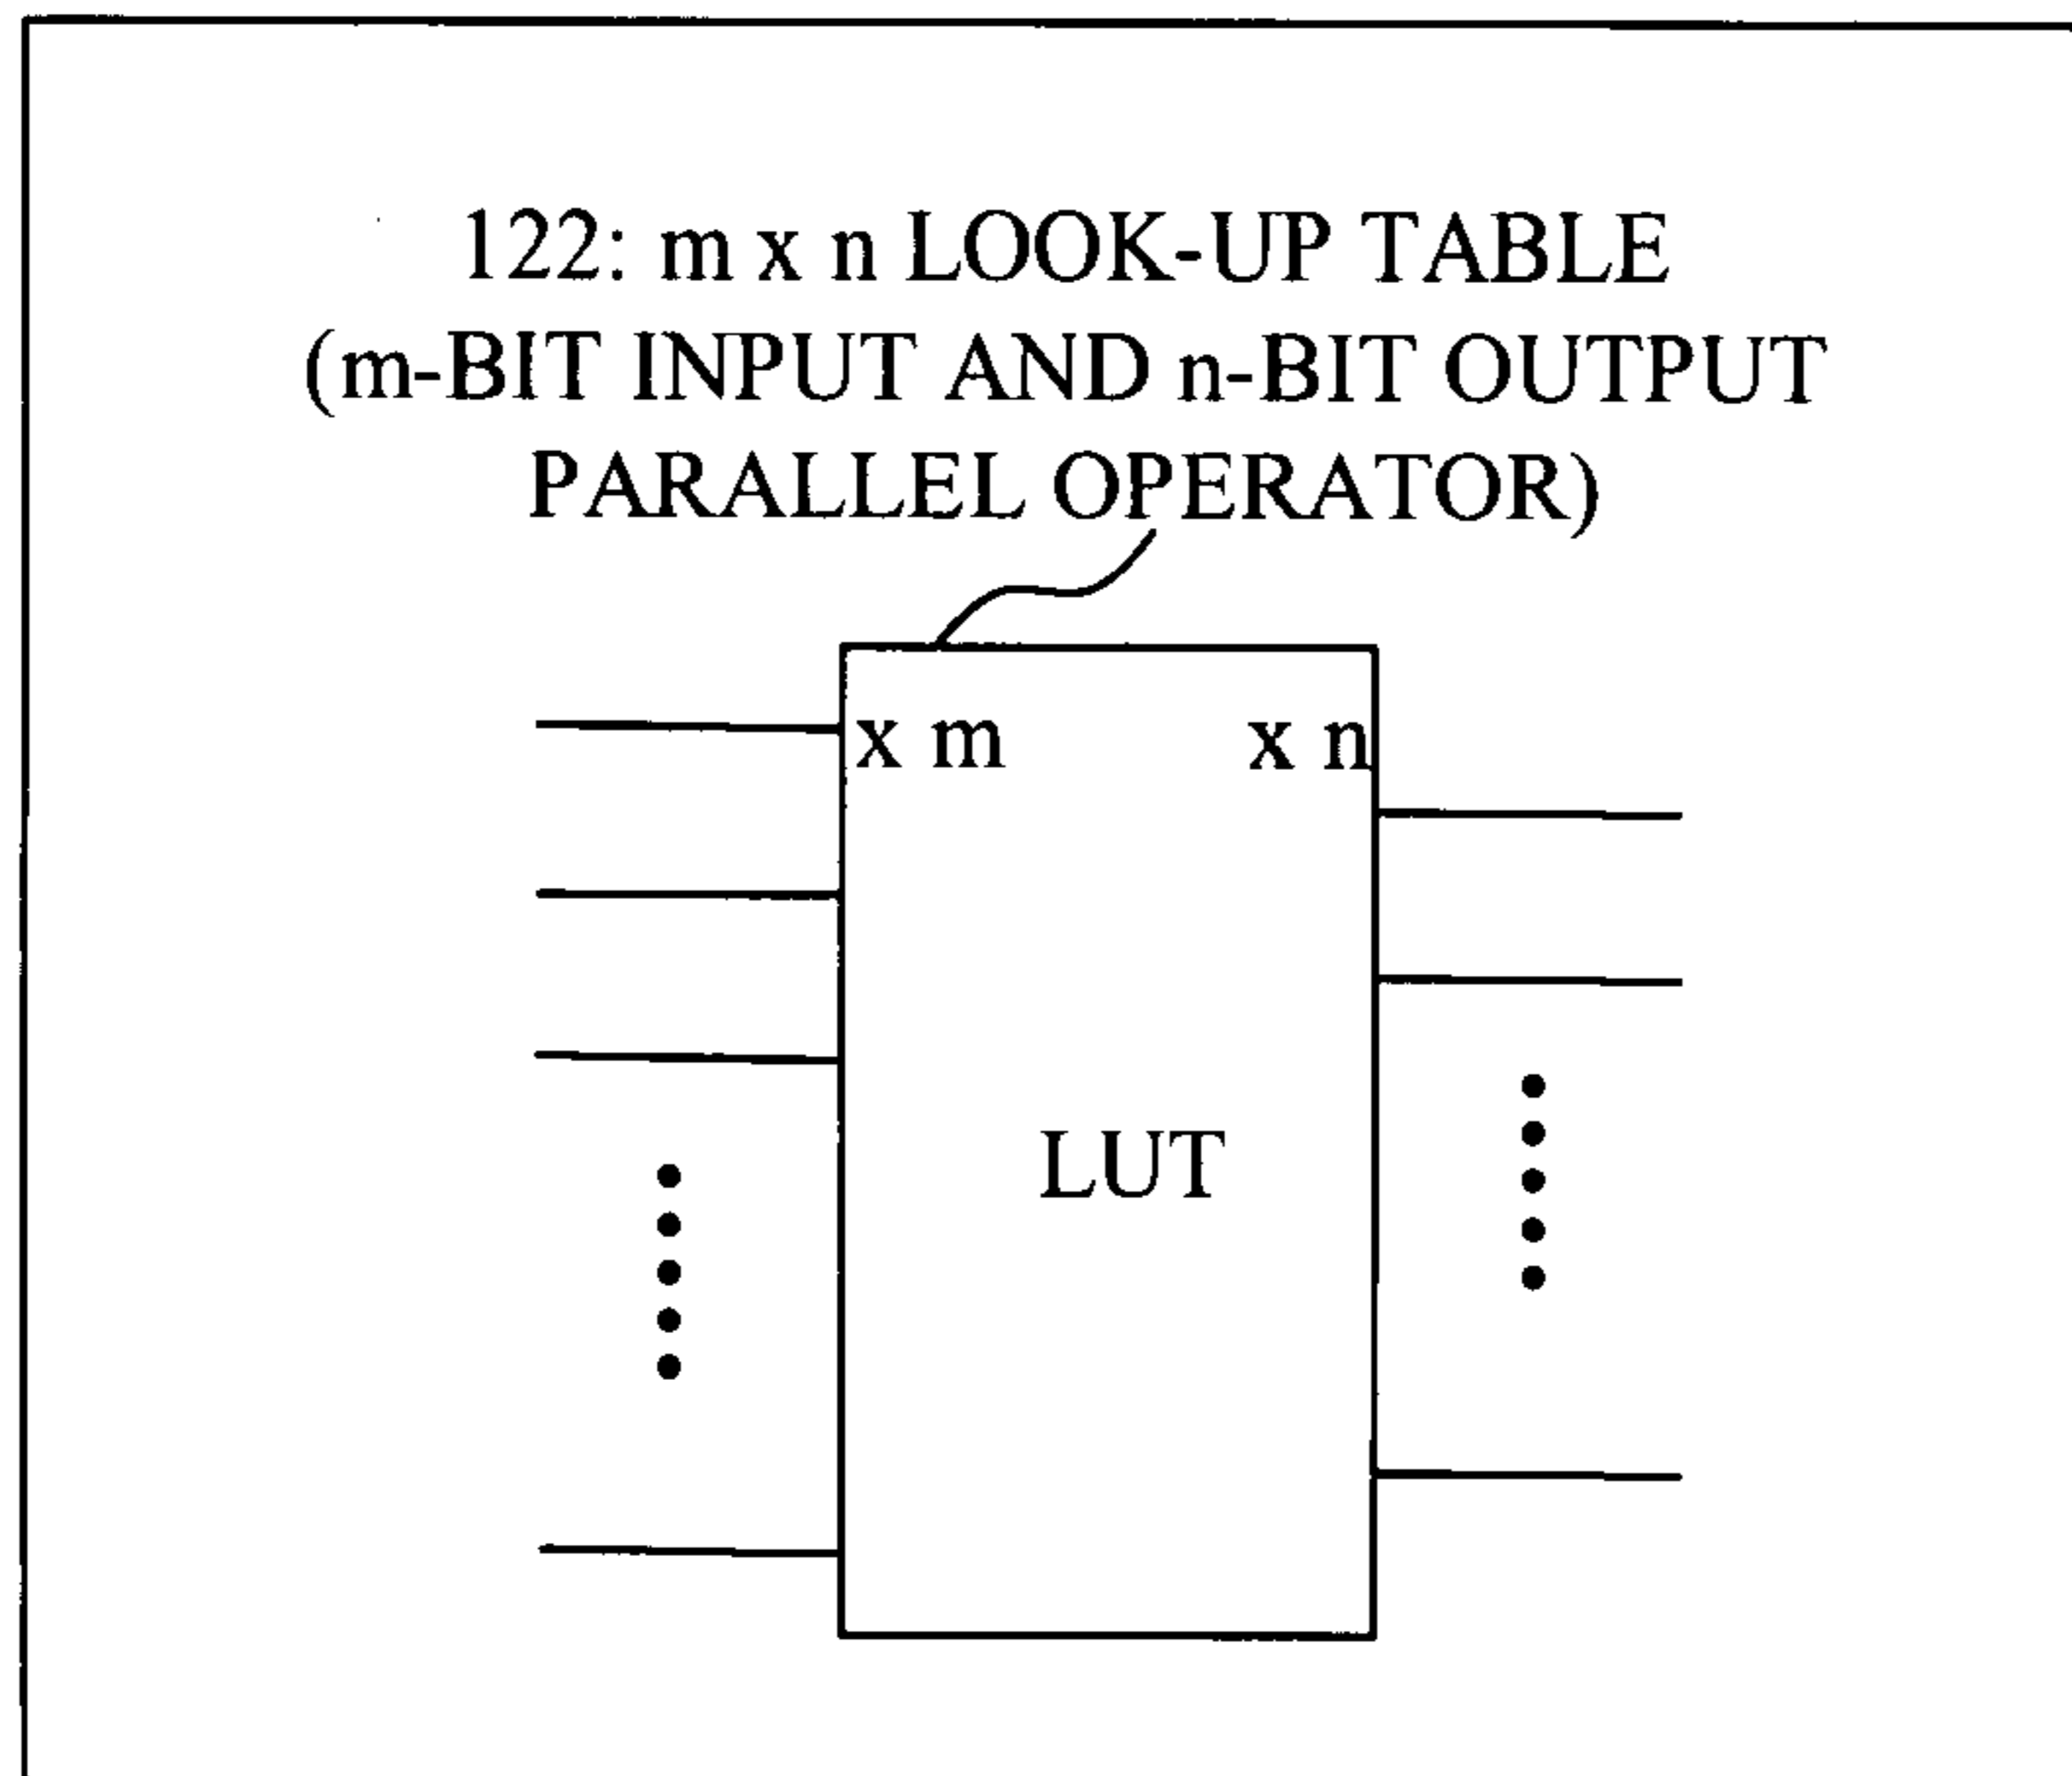 122: m x n LOOK-UP TABLE
(m-BIT INPUT AND n-BIT OUTPUT
PARALLEL OPERATOR)
x m
x n
LUT